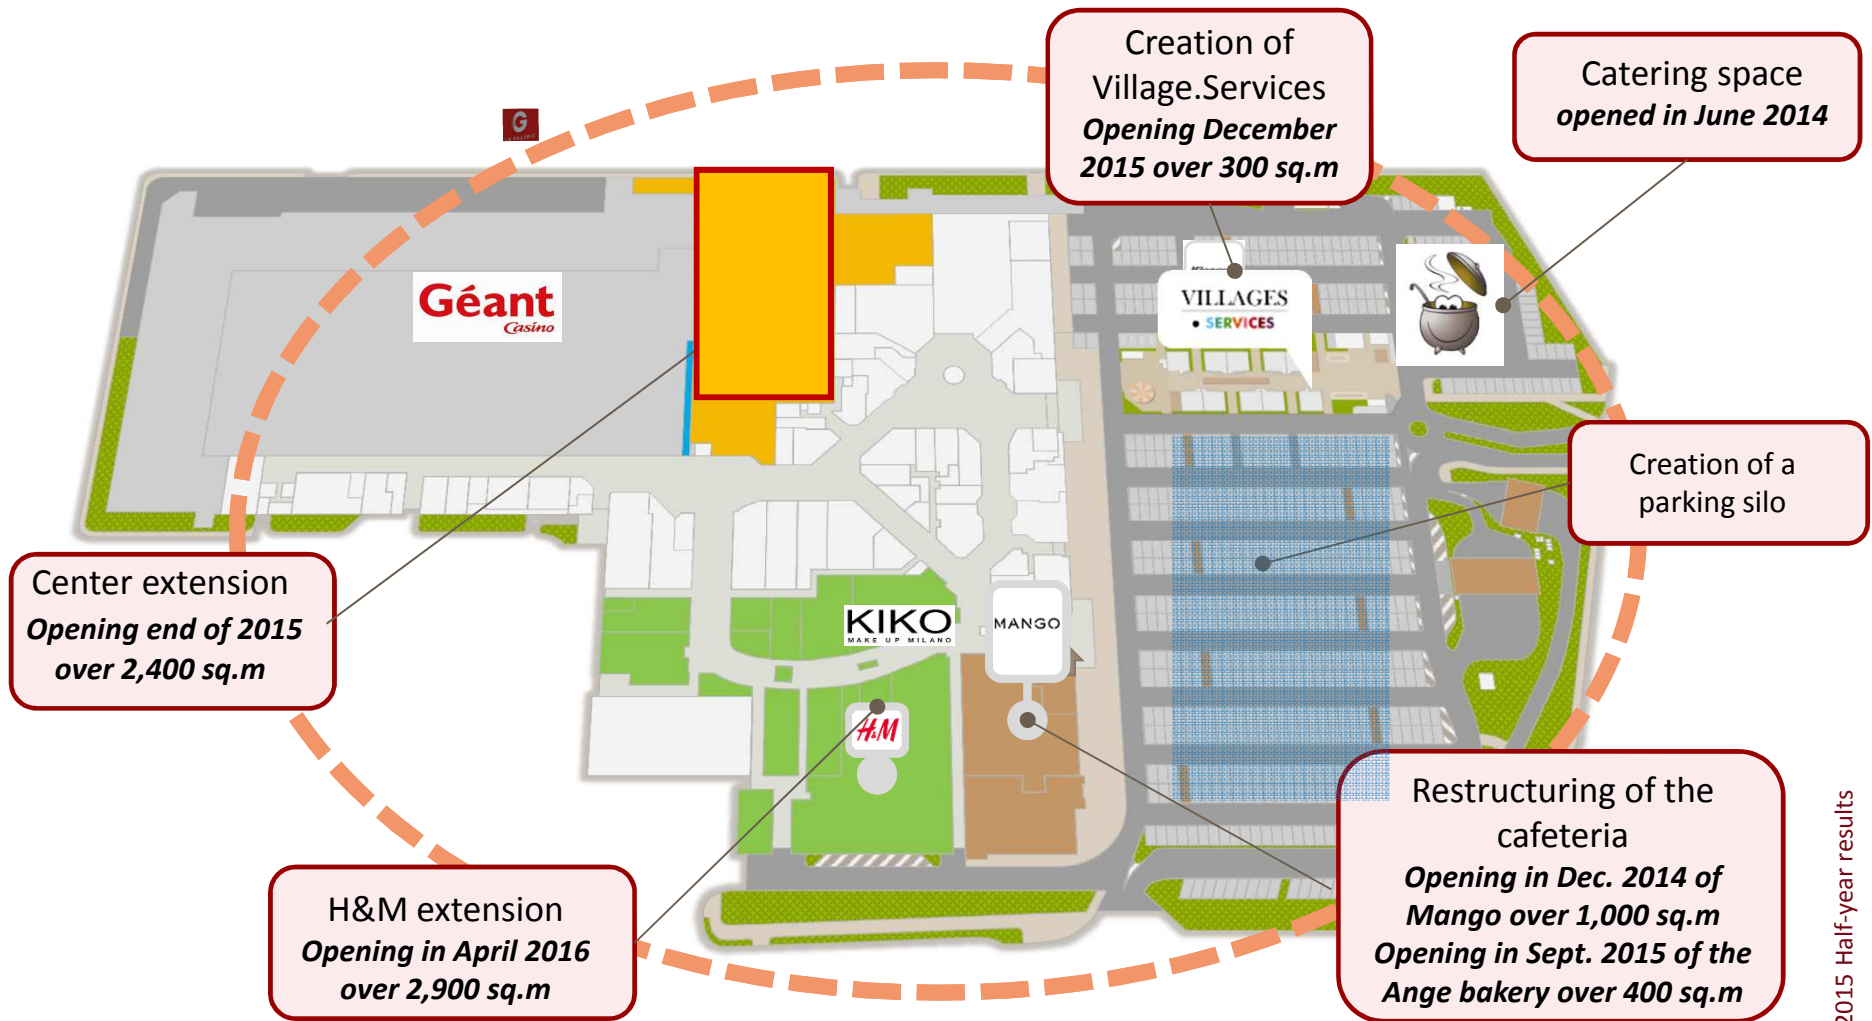 Creation of
Village.Services
Opening December
2015 over 300 sq.m
Catering space
opened in June 2014
G
Géant
Casino
VILLAGES
• SERVICES
Creation of a
parking silo
Center extension
Opening end of 2015
over 2,400 sq.m
KIKO
MAKE UP MILANO
MANGO
H&M
H&M extension
Opening in April 2016
over 2,900 sq.m
Restructuring of the
cafeteria
Opening in Dec. 2014 of
Mango over 1,000 sq.m
Opening in Sept. 2015 of the
Ange bakery over 400 sq.m
2015 Half-year results